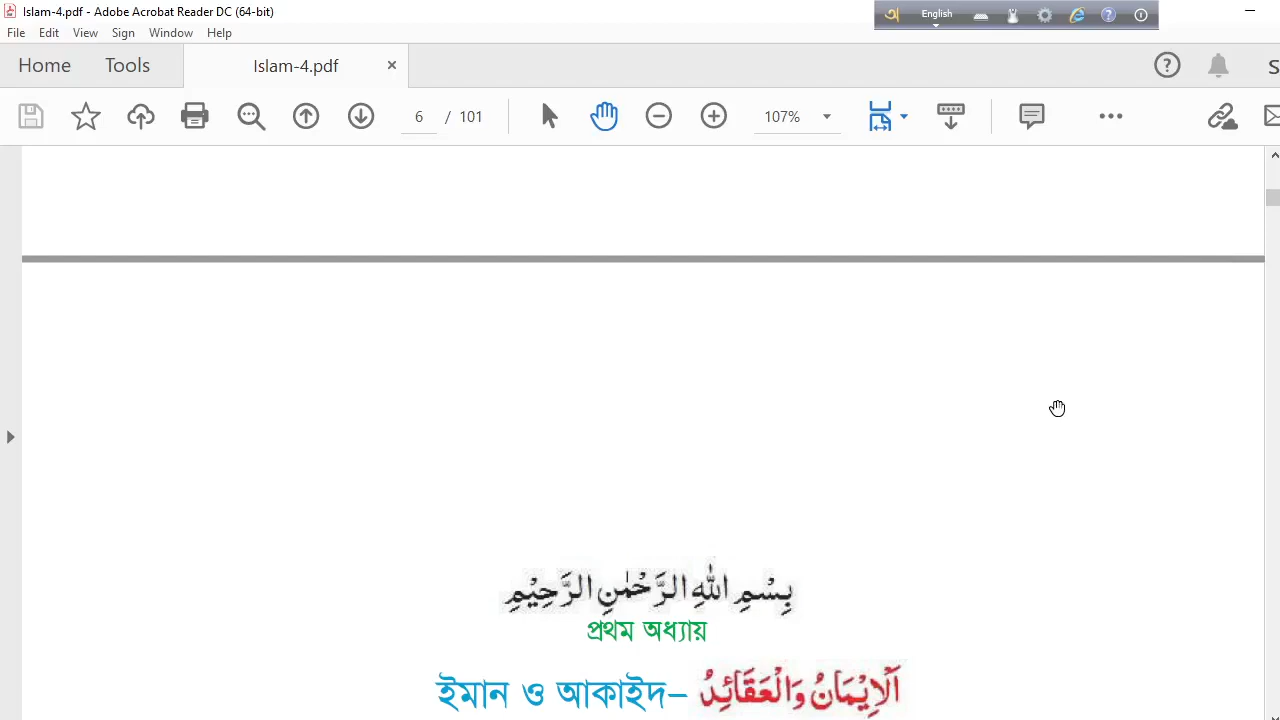 Islam-4.pdf - Adobe Acrobat Reader DC (64-bit)
English
File Edit View Sign Window Help
Home Tools Islam-4.pdf
6 / 101 107%
بِسْمِ اللهِ الرَّحْمٰنِ الرَّحِيْمِ
প্রথম অধ্যায়
ইমান ও আকাইদ– اَلْاِيْمَانُ وَالْعَقَائِدُ